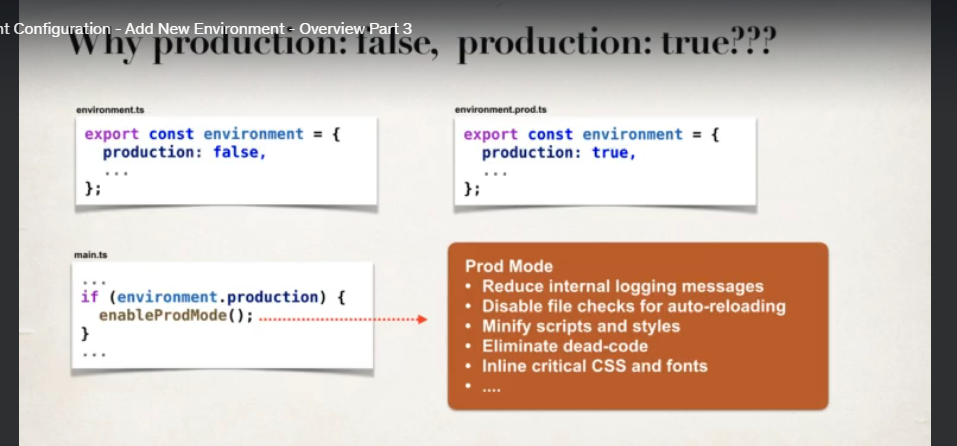 nt Configuration - Add New Environment - Overview Part 3
Why production: false, production: true???
environment.ts
export const environment = {
production: false,
...
};
environment.prod.ts
export const environment = {
production: true,
...
};
main.ts
...
if (environment.production) {
enableProdMode();
}
...
Prod Mode
• Reduce internal logging messages
• Disable file checks for auto-reloading
• Minify scripts and styles
• Eliminate dead-code
• Inline critical CSS and fonts
• ....